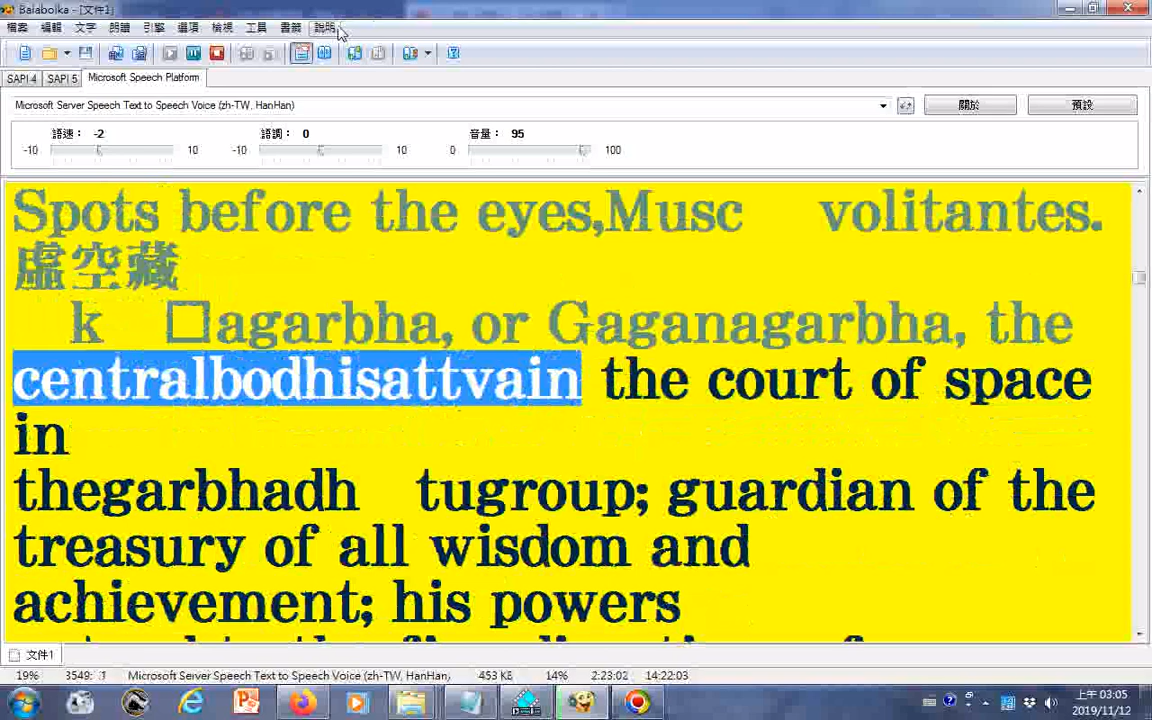 Balabolka - [文件1]
檔案 編輯 文字 朗讀 引擎 選項 檢視 工具 書籤 說明
SAPI 4 SAPI 5 Microsoft Speech Platform
Microsoft Server Speech Text to Speech Voice (zh-TW, HanHan) 關於 預設
語速： -2 語調： 0 音量： 95
-10 10 -10 10 0 100
Spots before the eyes,Musc volitantes.
虛空藏
k □agarbha, or Gaganagarbha, the
centralbodhisattvain the court of space
in
thegarbhadh tugroup; guardian of the
treasury of all wisdom and
achievement; his powers
文件1
19% 3549: 1 Microsoft Server Speech Text to Speech Voice (zh-TW, HanHan, 453 KB 14% 2:23:02 14:22:03
上午 03:05
2019/11/12